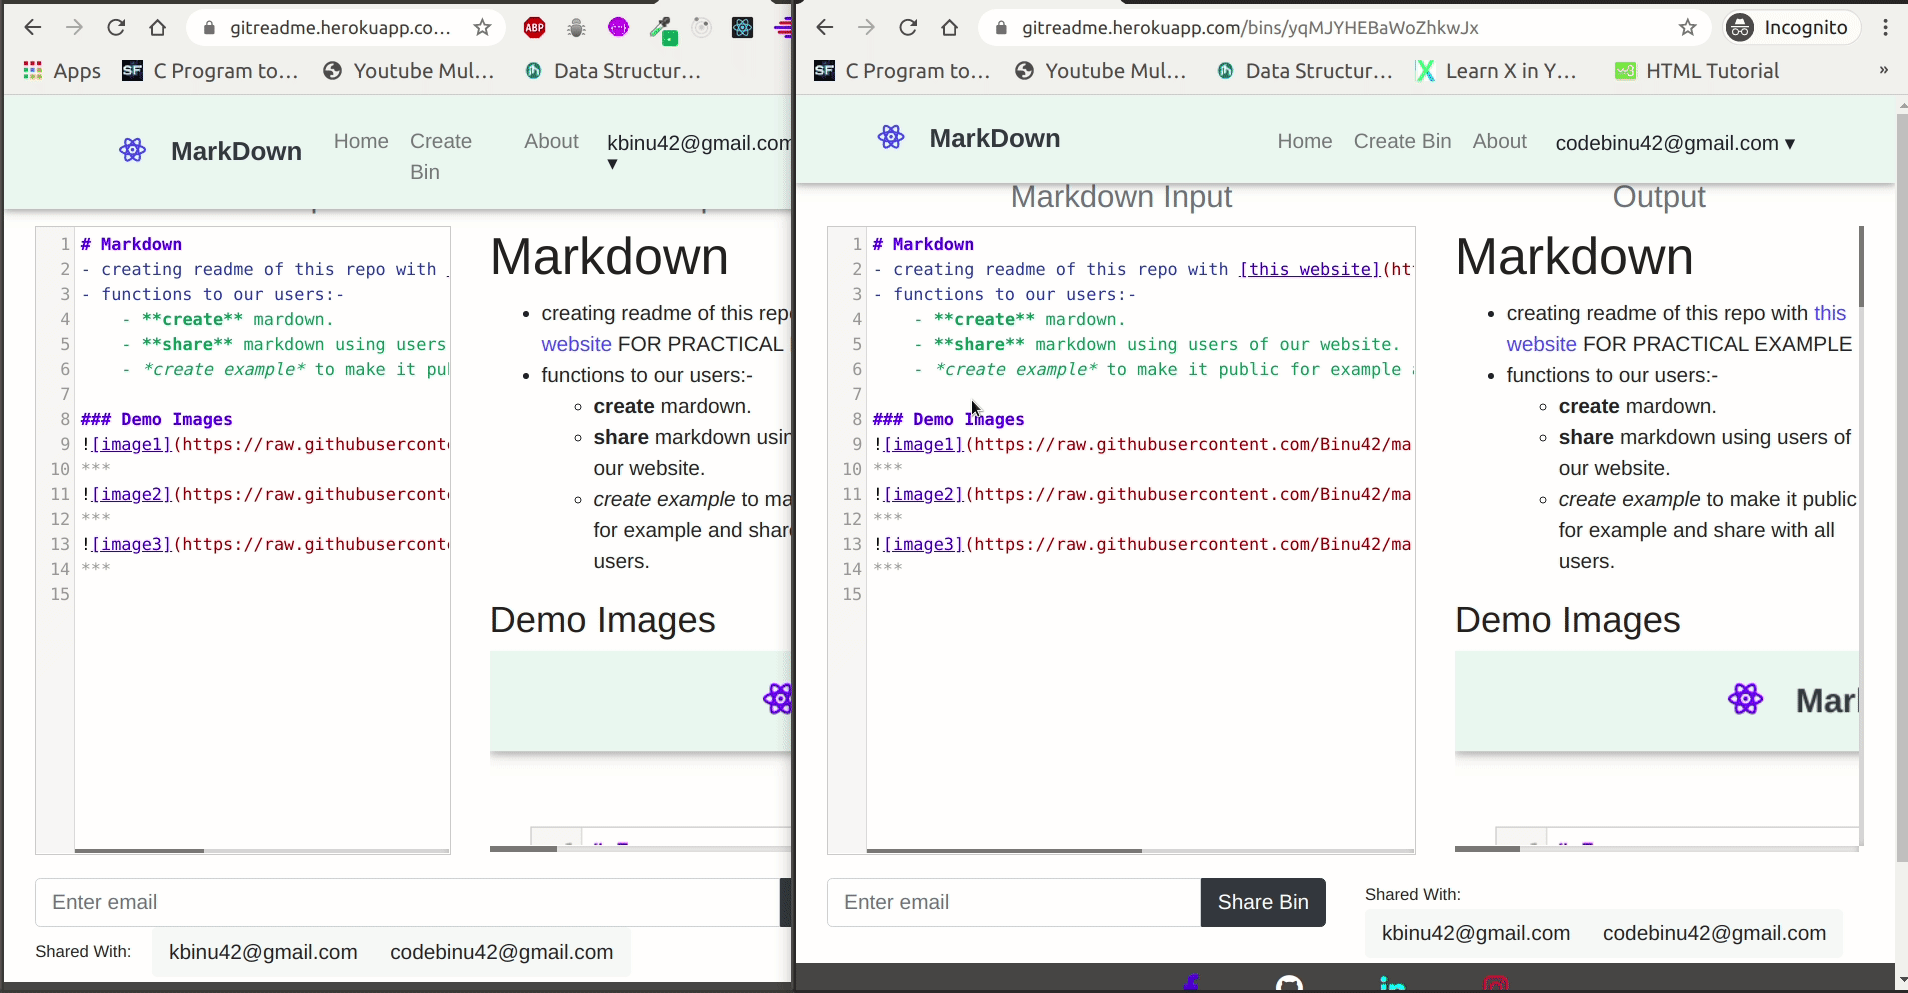 gitreadme.herokuapp.co...
ABP
Apps
SF
C Program to...
Youtube Mul...
Data Structur...
MarkDown
Home
Create
Bin
About
kbinu42@gmail.com
▼
1 # Markdown
2 - creating readme of this repo with
3 - functions to our users:-
4 - **create** mardown.
5 - **share** markdown using users
6 - *create example* to make it pu
7
8 ### Demo Images
9 ![image1](https://raw.githubusercont
10 ***
11 ![image2](https://raw.githubusercont
12 ***
13 ![image3](https://raw.githubusercont
14 ***
15
Markdown
• creating readme of this rep
website FOR PRACTICAL
• functions to our users:-
◦ create mardown.
◦ share markdown usin
our website.
◦ create example to ma
for example and shar
users.
Demo Images
Enter email
Shared With:
kbinu42@gmail.com
codebinu42@gmail.com
gitreadme.herokuapp.com/bins/yqMJYHEBaWoZhkwJx
Incognito
SF
C Program to...
Youtube Mul...
Data Structur...
Learn X in Y...
w3
HTML Tutorial
»
MarkDown
Home
Create Bin
About
codebinu42@gmail.com ▼
Markdown Input
Output
1 # Markdown
2 - creating readme of this repo with [this website](ht
3 - functions to our users:-
4 - **create** mardown.
5 - **share** markdown using users of our website.
6 - *create example* to make it public for example
7
8 ### Demo Images
9 ![image1](https://raw.githubusercontent.com/Binu42/ma
10 ***
11 ![image2](https://raw.githubusercontent.com/Binu42/ma
12 ***
13 ![image3](https://raw.githubusercontent.com/Binu42/ma
14 ***
15
Markdown
• creating readme of this repo with this
website FOR PRACTICAL EXAMPLE
• functions to our users:-
◦ create mardown.
◦ share markdown using users of
our website.
◦ create example to make it public
for example and share with all
users.
Demo Images
Mar
Enter email
Share Bin
Shared With:
kbinu42@gmail.com
codebinu42@gmail.com